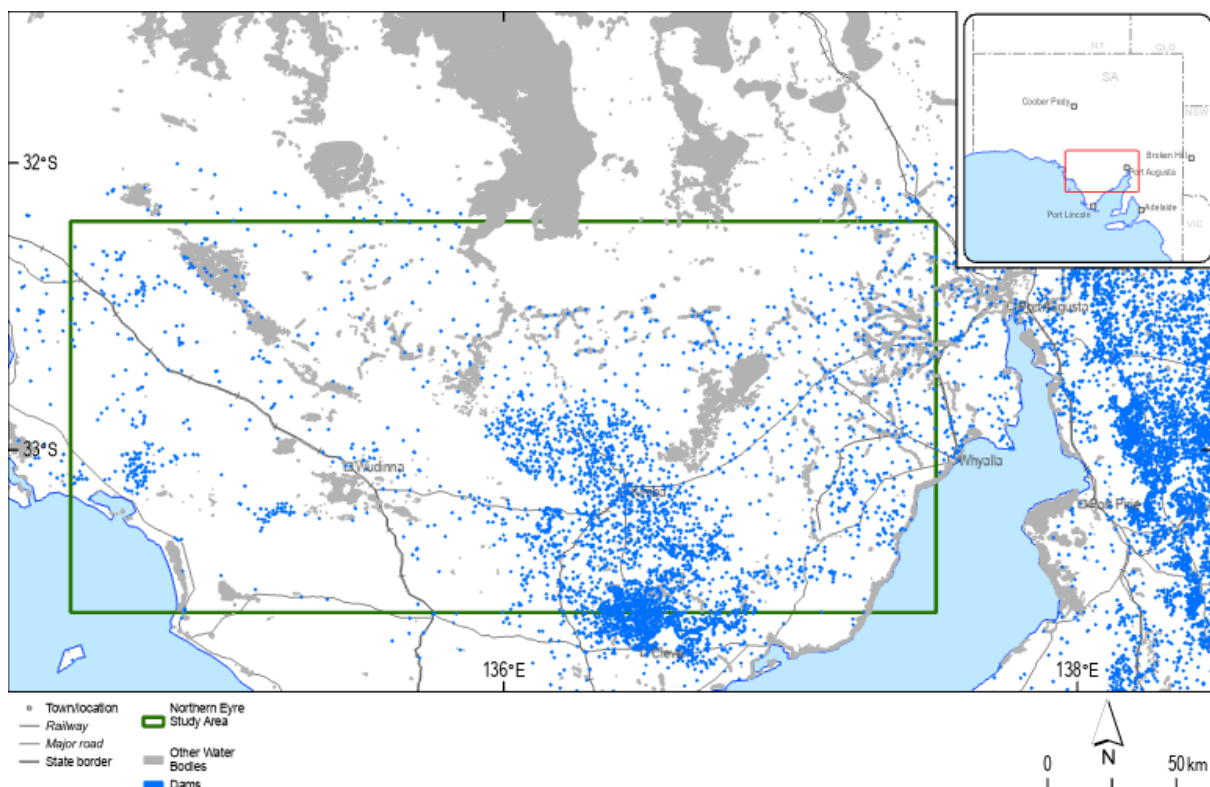 NT
QLD
SA
Coober Pedy
NSW
Broken Hill
Port Augusta
Port Lincoln
Adelaide
VIC
32°S
Port Augusta
33°S
Wudinna
Whyalla
Kimba
Port Pirie
Cleve
136°E
138°E
Town/location
Railway
Major road
State border
Northern Eyre
Study Area
Other Water
Bodies
Dams
N
0
50 km